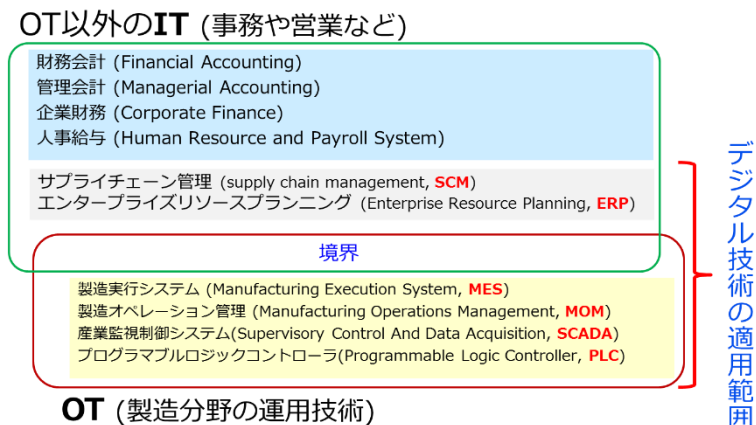 OT以外のIT (事務や営業など)
財務会計 (Financial Accounting)
管理会計 (Managerial Accounting)
企業財務 (Corporate Finance)
人事給与 (Human Resource and Payroll System)
サプライチェーン管理 (supply chain management, SCM)
エンタープライズリソースプランニング (Enterprise Resource Planning, ERP)
境界
製造実行システム (Manufacturing Execution System, MES)
製造オペレーション管理 (Manufacturing Operations Management, MOM)
産業監視制御システム(Supervisory Control And Data Acquisition, SCADA)
プログラマブルロジックコントローラ(Programmable Logic Controller, PLC)
OT (製造分野の運用技術)
デジタル技術の適用範囲